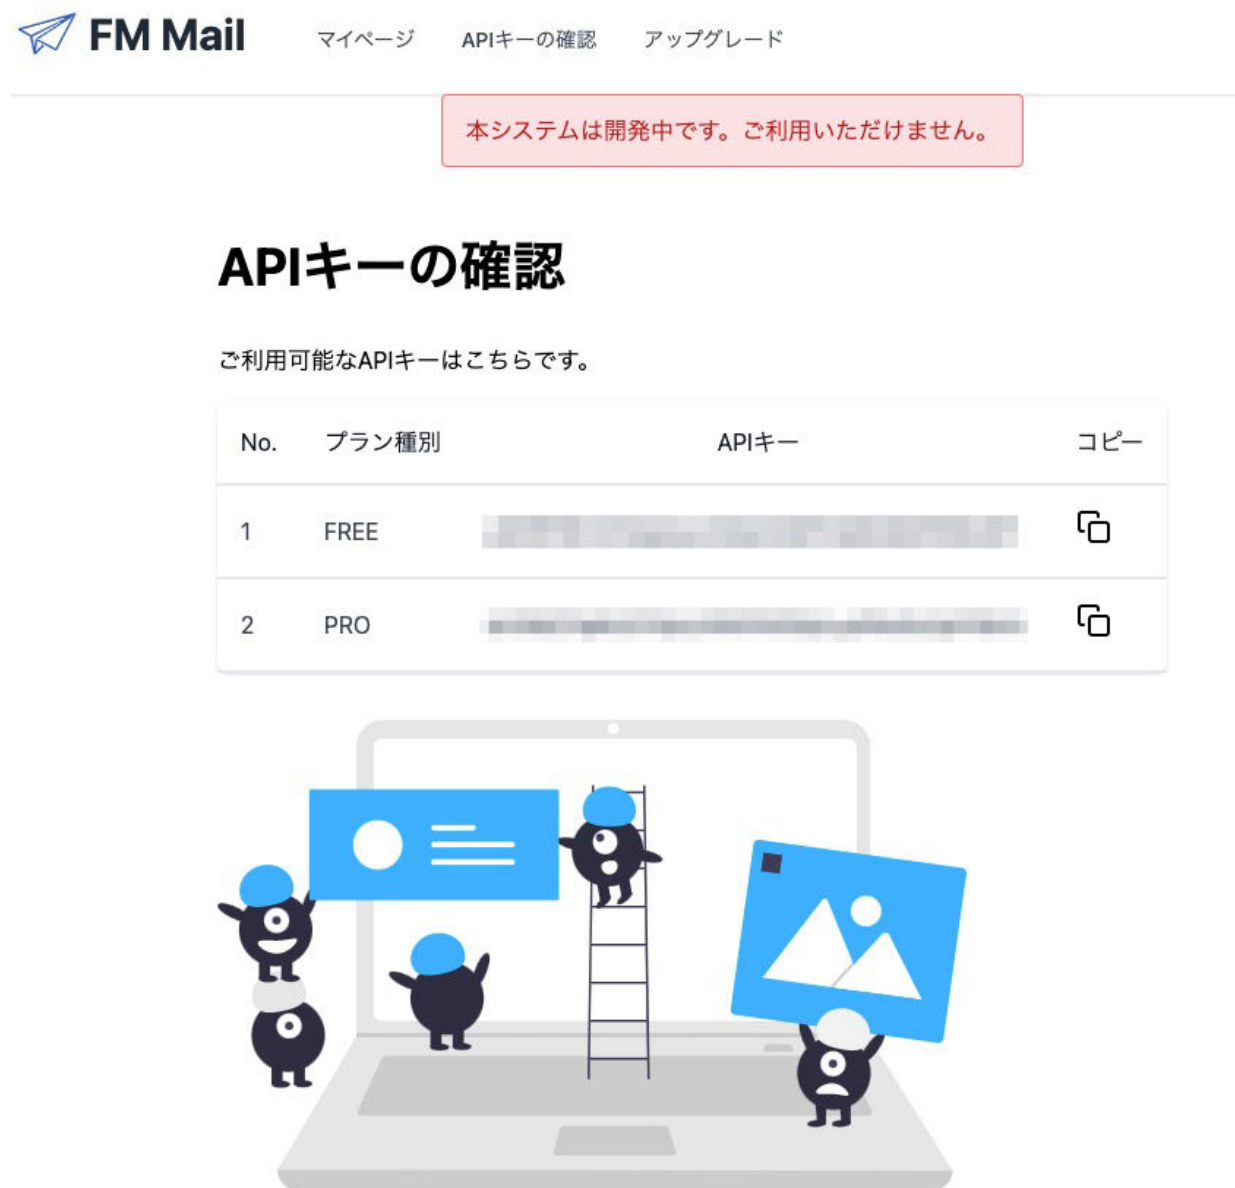 FM Mail マイページ APIキーの確認 アップグレード
本システムは開発中です。ご利用いただけません。
APIキーの確認
ご利用可能なAPIキーはこちらです。
No. プラン種別 APIキー コピー
1 FREE
2 PRO